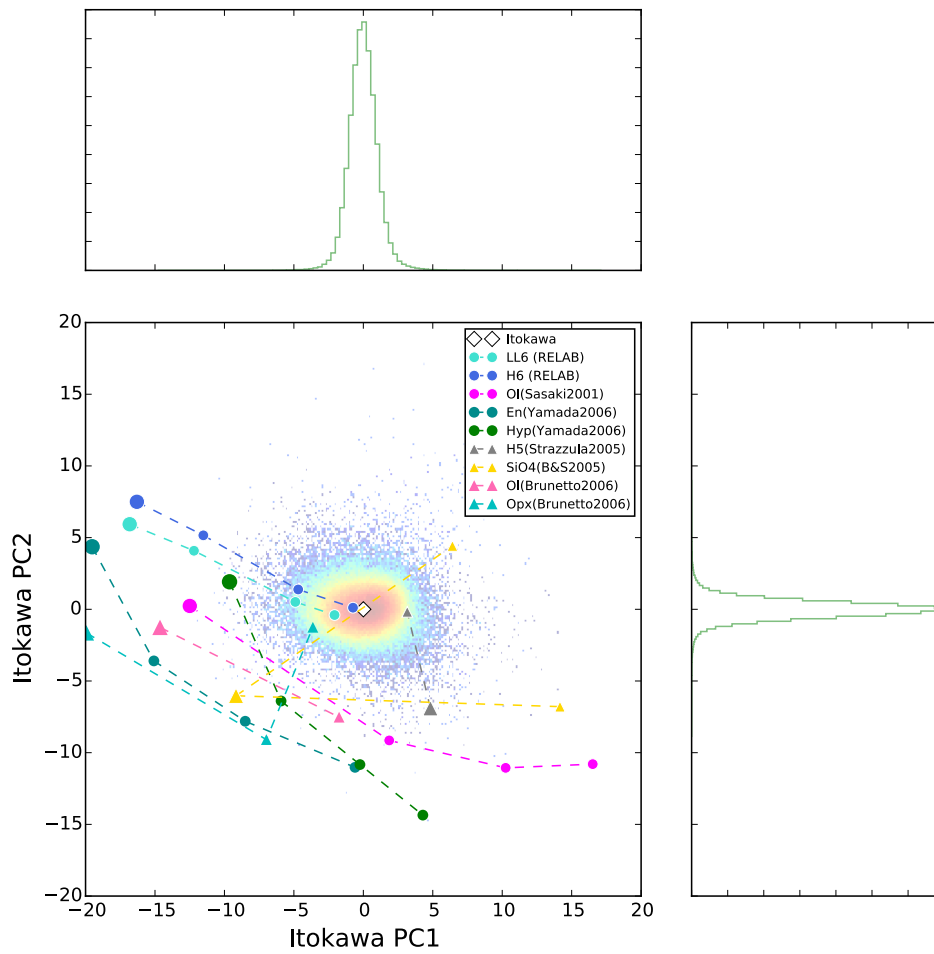 20
15
10
5
0
−5
−10
−15
−20
Itokawa PC2
Itokawa
LL6 (RELAB)
H6 (RELAB)
Ol(Sasaki2001)
En(Yamada2006)
Hyp(Yamada2006)
H5(Strazzula2005)
SiO4(B&S2005)
Ol(Brunetto2006)
Opx(Brunetto2006)
−20 −15 −10 −5 0 5 10 15 20
Itokawa PC1